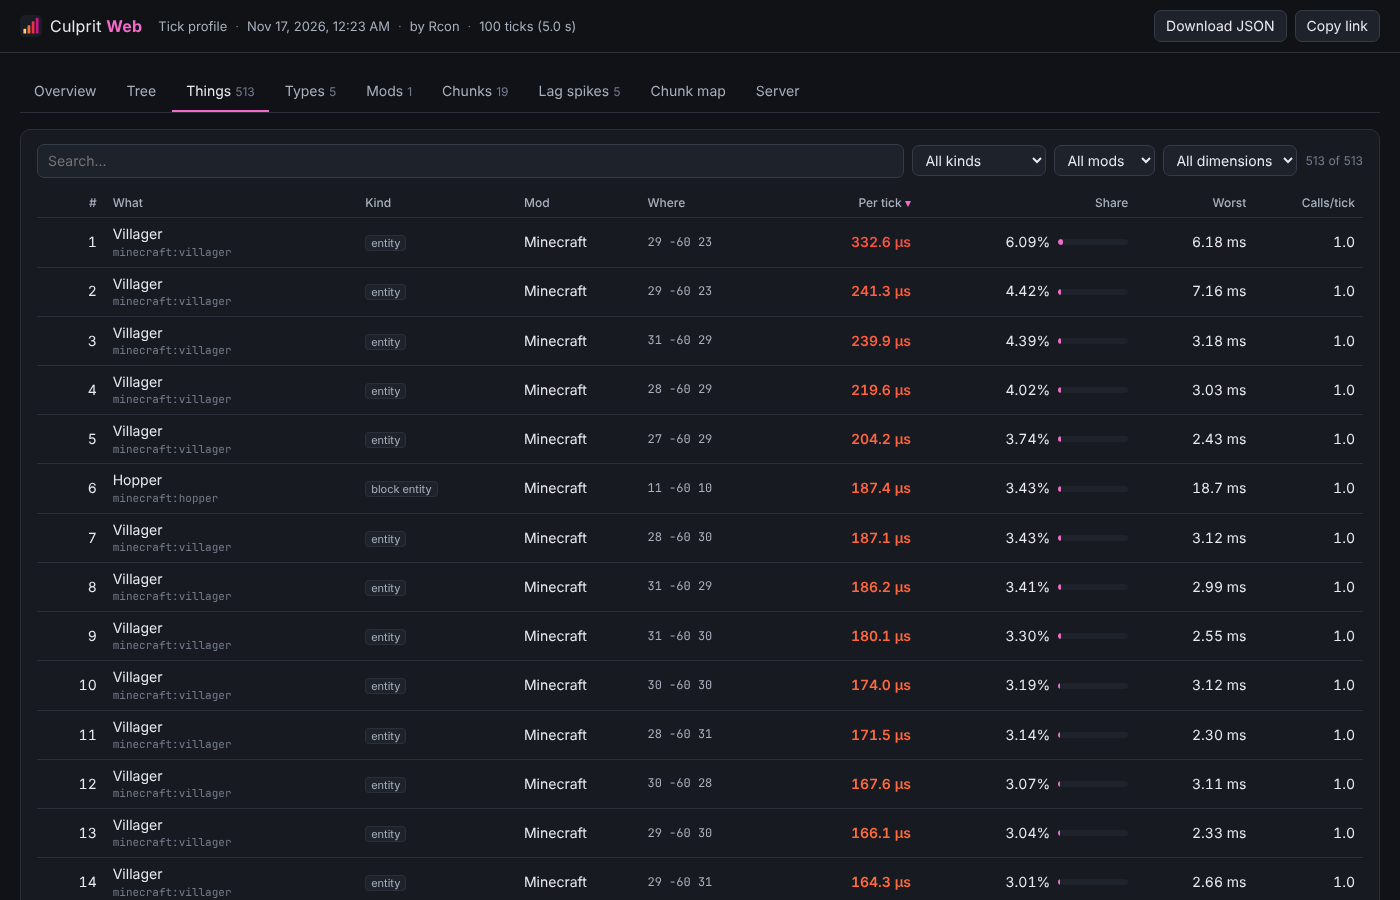 Culprit Web Tick profile · Nov 17, 2026, 12:23 AM · by Rcon · 100 ticks (5.0 s) Download JSON Copy link
Overview Tree Things 513 Types 5 Mods 1 Chunks 19 Lag spikes 5 Chunk map Server
Search... All kinds All mods All dimensions 513 of 513
# What Kind Mod Where Per tick ▾ Share Worst Calls/tick
1 Villager entity Minecraft 29 -60 23 332.6 µs 6.09% 6.18 ms 1.0
minecraft:villager
2 Villager entity Minecraft 29 -60 23 241.3 µs 4.42% 7.16 ms 1.0
minecraft:villager
3 Villager entity Minecraft 31 -60 29 239.9 µs 4.39% 3.18 ms 1.0
minecraft:villager
4 Villager entity Minecraft 28 -60 29 219.6 µs 4.02% 3.03 ms 1.0
minecraft:villager
5 Villager entity Minecraft 27 -60 29 204.2 µs 3.74% 2.43 ms 1.0
minecraft:villager
6 Hopper block entity Minecraft 11 -60 10 187.4 µs 3.43% 18.7 ms 1.0
minecraft:hopper
7 Villager entity Minecraft 28 -60 30 187.1 µs 3.43% 3.12 ms 1.0
minecraft:villager
8 Villager entity Minecraft 31 -60 29 186.2 µs 3.41% 2.99 ms 1.0
minecraft:villager
9 Villager entity Minecraft 31 -60 30 180.1 µs 3.30% 2.55 ms 1.0
minecraft:villager
10 Villager entity Minecraft 30 -60 30 174.0 µs 3.19% 3.12 ms 1.0
minecraft:villager
11 Villager entity Minecraft 28 -60 31 171.5 µs 3.14% 2.30 ms 1.0
minecraft:villager
12 Villager entity Minecraft 30 -60 28 167.6 µs 3.07% 3.11 ms 1.0
minecraft:villager
13 Villager entity Minecraft 29 -60 30 166.1 µs 3.04% 2.33 ms 1.0
minecraft:villager
14 Villager entity Minecraft 29 -60 31 164.3 µs 3.01% 2.66 ms 1.0
minecraft:villager